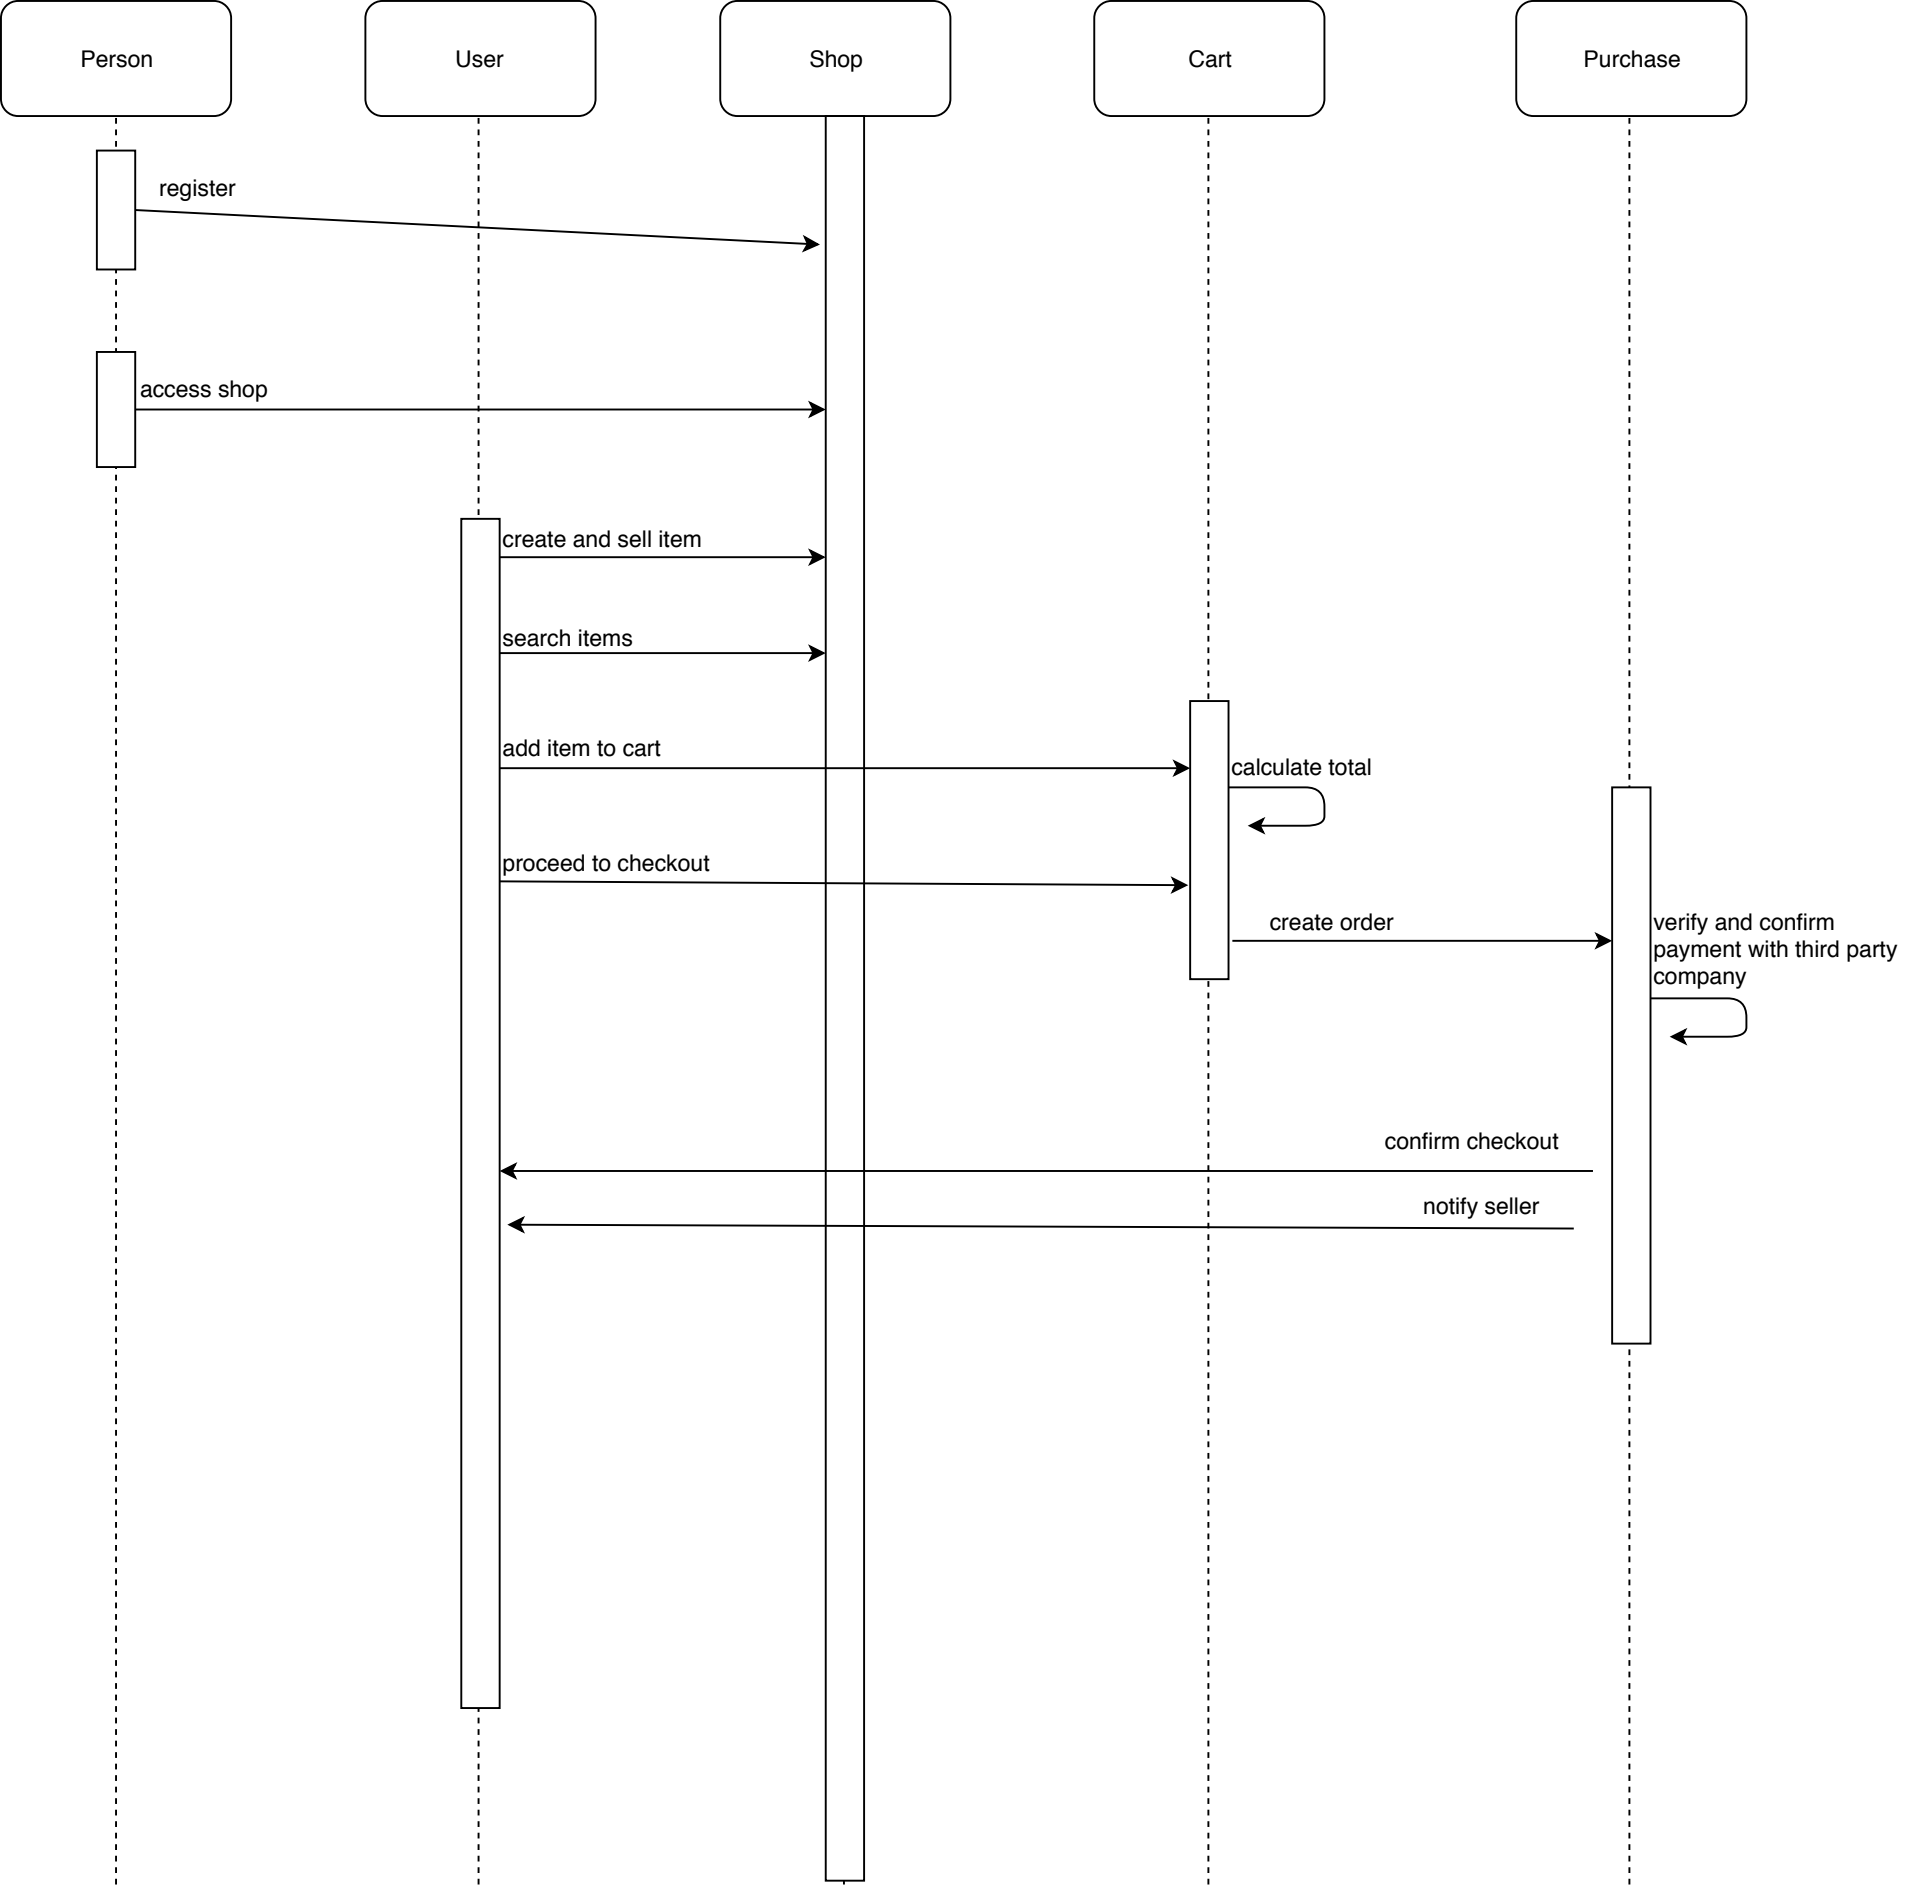 Person
User
Shop
Cart
Purchase
register
access shop
create and sell item
search items
add item to cart
calculate total
proceed to checkout
create order
verify and confirm
payment with third party
company
confirm checkout
notify seller